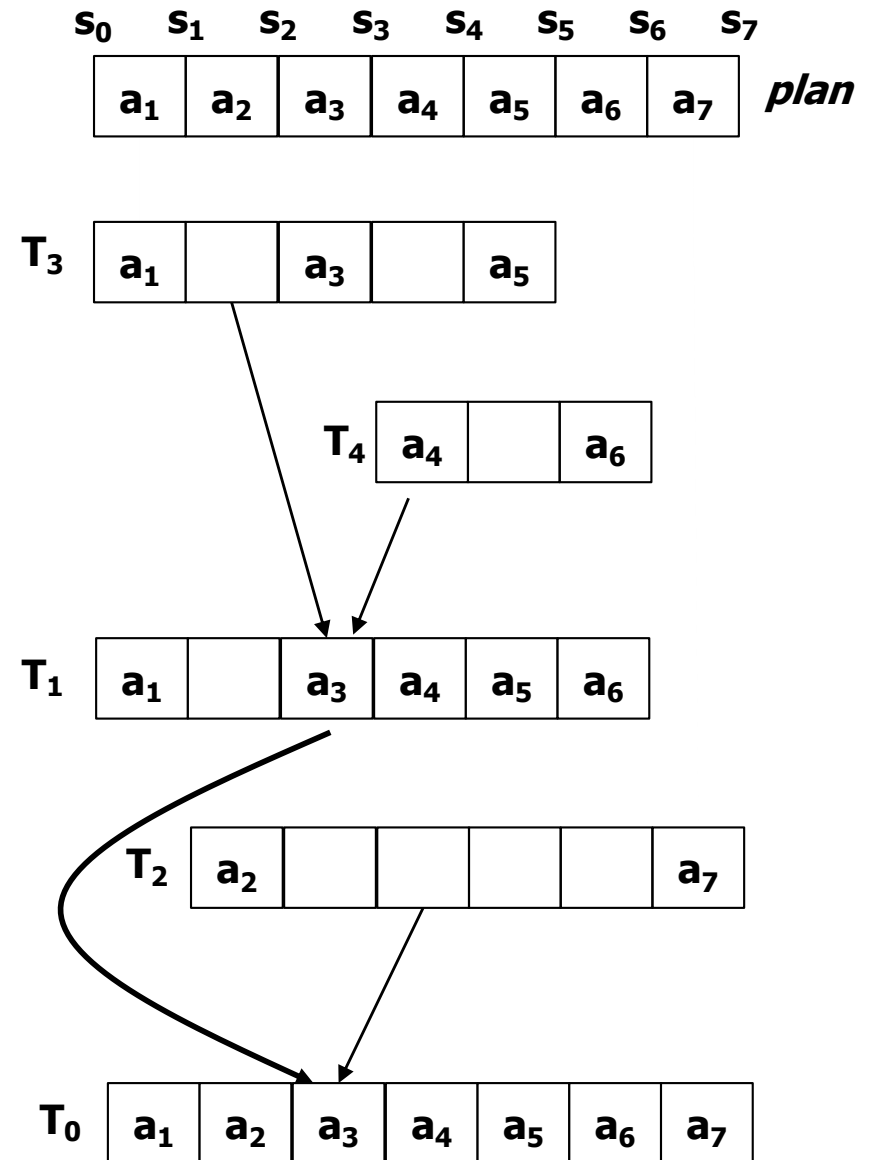 s₀ s₁ s₂ s₃ s₄ s₅ s₆ s₇
a₁ a₂ a₃ a₄ a₅ a₆ a₇ plan
T₃ a₁ a₃ a₅
T₄ a₄ a₆
T₁ a₁ a₃ a₄ a₅ a₆
T₂ a₂ a₇
T₀ a₁ a₂ a₃ a₄ a₅ a₆ a₇